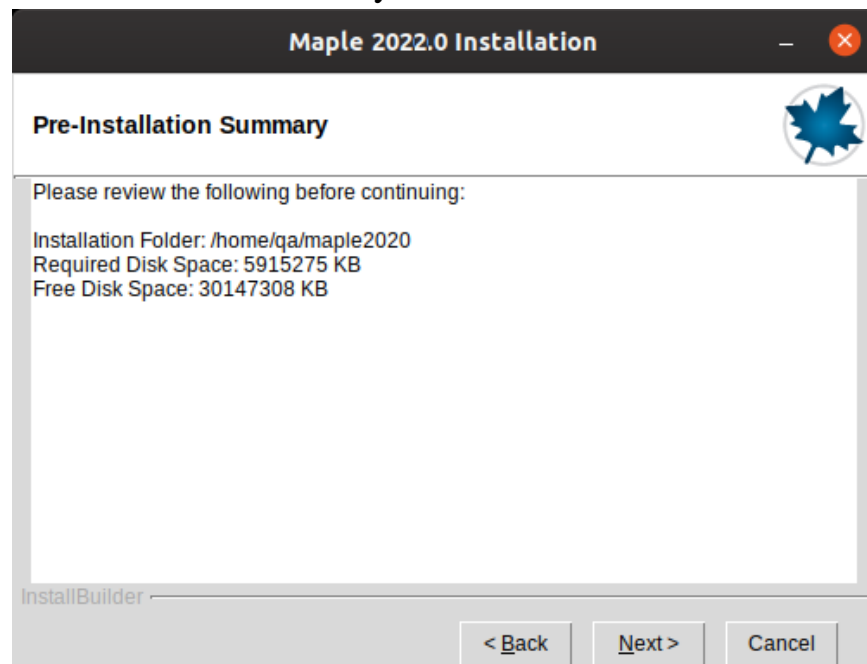 Maple 2022.0 Installation
Pre-Installation Summary
Please review the following before continuing:
Installation Folder: /home/qa/maple2020
Required Disk Space: 5915275 KB
Free Disk Space: 30147308 KB
InstallBuilder
< Back
Next >
Cancel